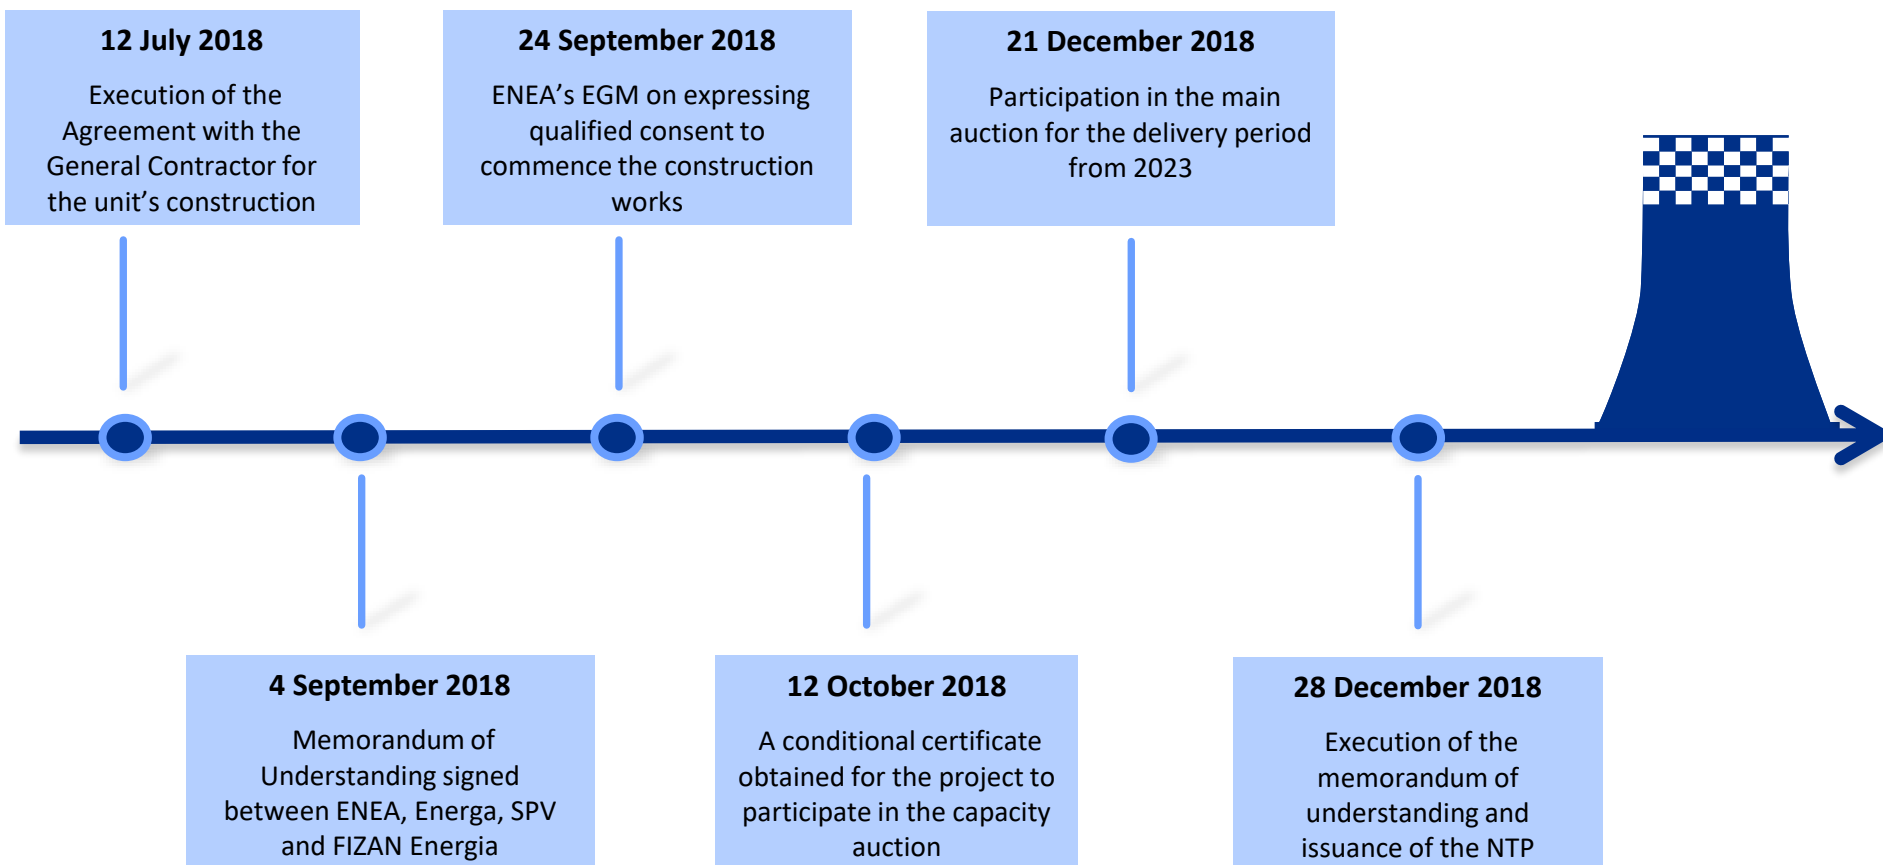 12 July 2018
Execution of the
Agreement with the
General Contractor for
the unit’s construction
24 September 2018
ENEA’s EGM on expressing
qualified consent to
commence the construction
works
21 December 2018
Participation in the main
auction for the delivery period
from 2023
4 September 2018
Memorandum of
Understanding signed
between ENEA, Energa, SPV
and FIZAN Energia
12 October 2018
A conditional certificate
obtained for the project to
participate in the capacity
auction
28 December 2018
Execution of the
memorandum of
understanding and
issuance of the NTP